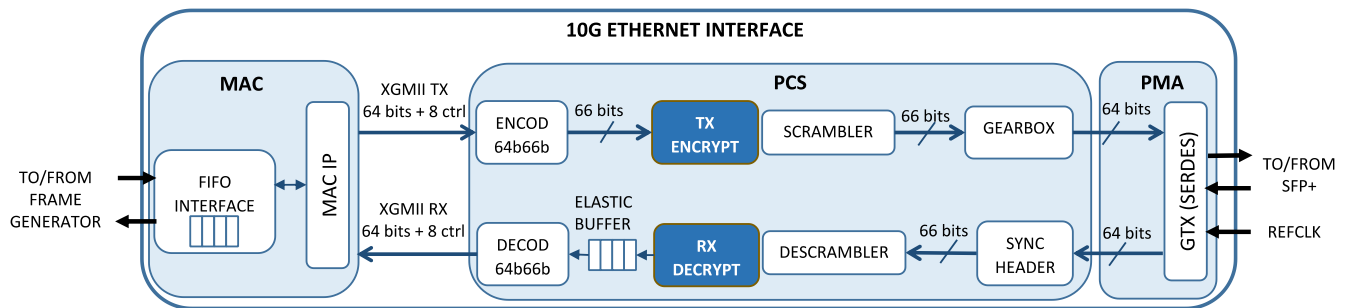 10G ETHERNET INTERFACE
MAC
PCS
PMA
XGMII TX
64 bits + 8 ctrl
ENCOD
64b66b
66 bits
TX
ENCRYPT
SCRAMBLER
66 bits
GEARBOX
64 bits
TO/FROM
FRAME
GENERATOR
FIFO
INTERFACE
MAC IP
GTX (SERDES)
TO/FROM
SFP+
REFCLK
XGMII RX
64 bits + 8 ctrl
DECOD
64b66b
ELASTIC
BUFFER
RX
DECRYPT
DESCRAMBLER
66 bits
SYNC
HEADER
64 bits